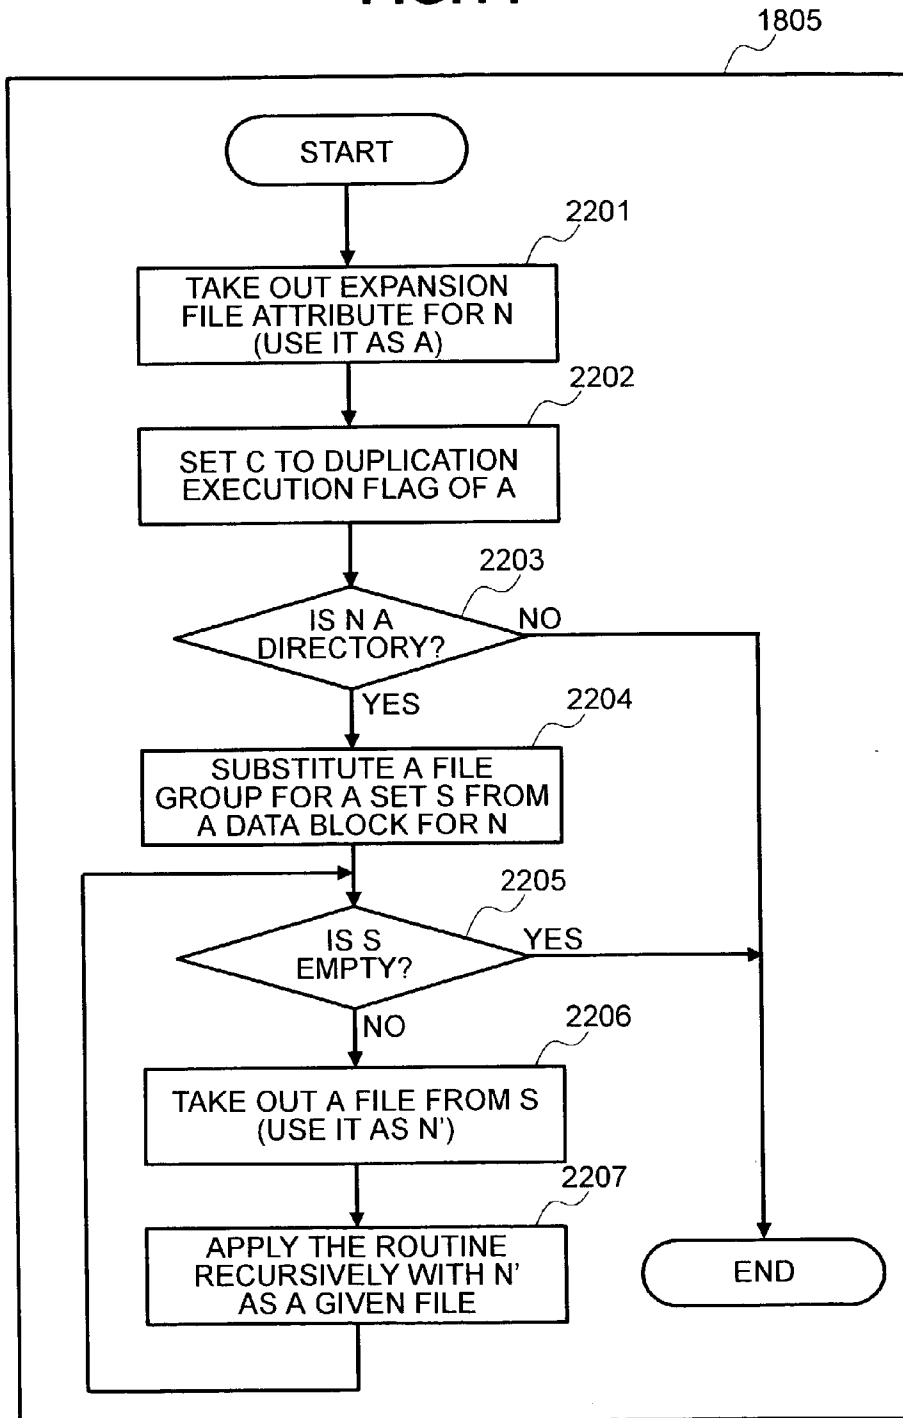 1805
START
2201
TAKE OUT EXPANSION
FILE ATTRIBUTE FOR N
(USE IT AS A)
2202
SET C TO DUPLICATION
EXECUTION FLAG OF A
2203
IS N A
DIRECTORY?
NO
YES
2204
SUBSTITUTE A FILE
GROUP FOR A SET S FROM
A DATA BLOCK FOR N
2205
IS S
EMPTY?
YES
NO
2206
TAKE OUT A FILE FROM S
(USE IT AS N')
2207
APPLY THE ROUTINE
RECURSIVELY WITH N'
AS A GIVEN FILE
END